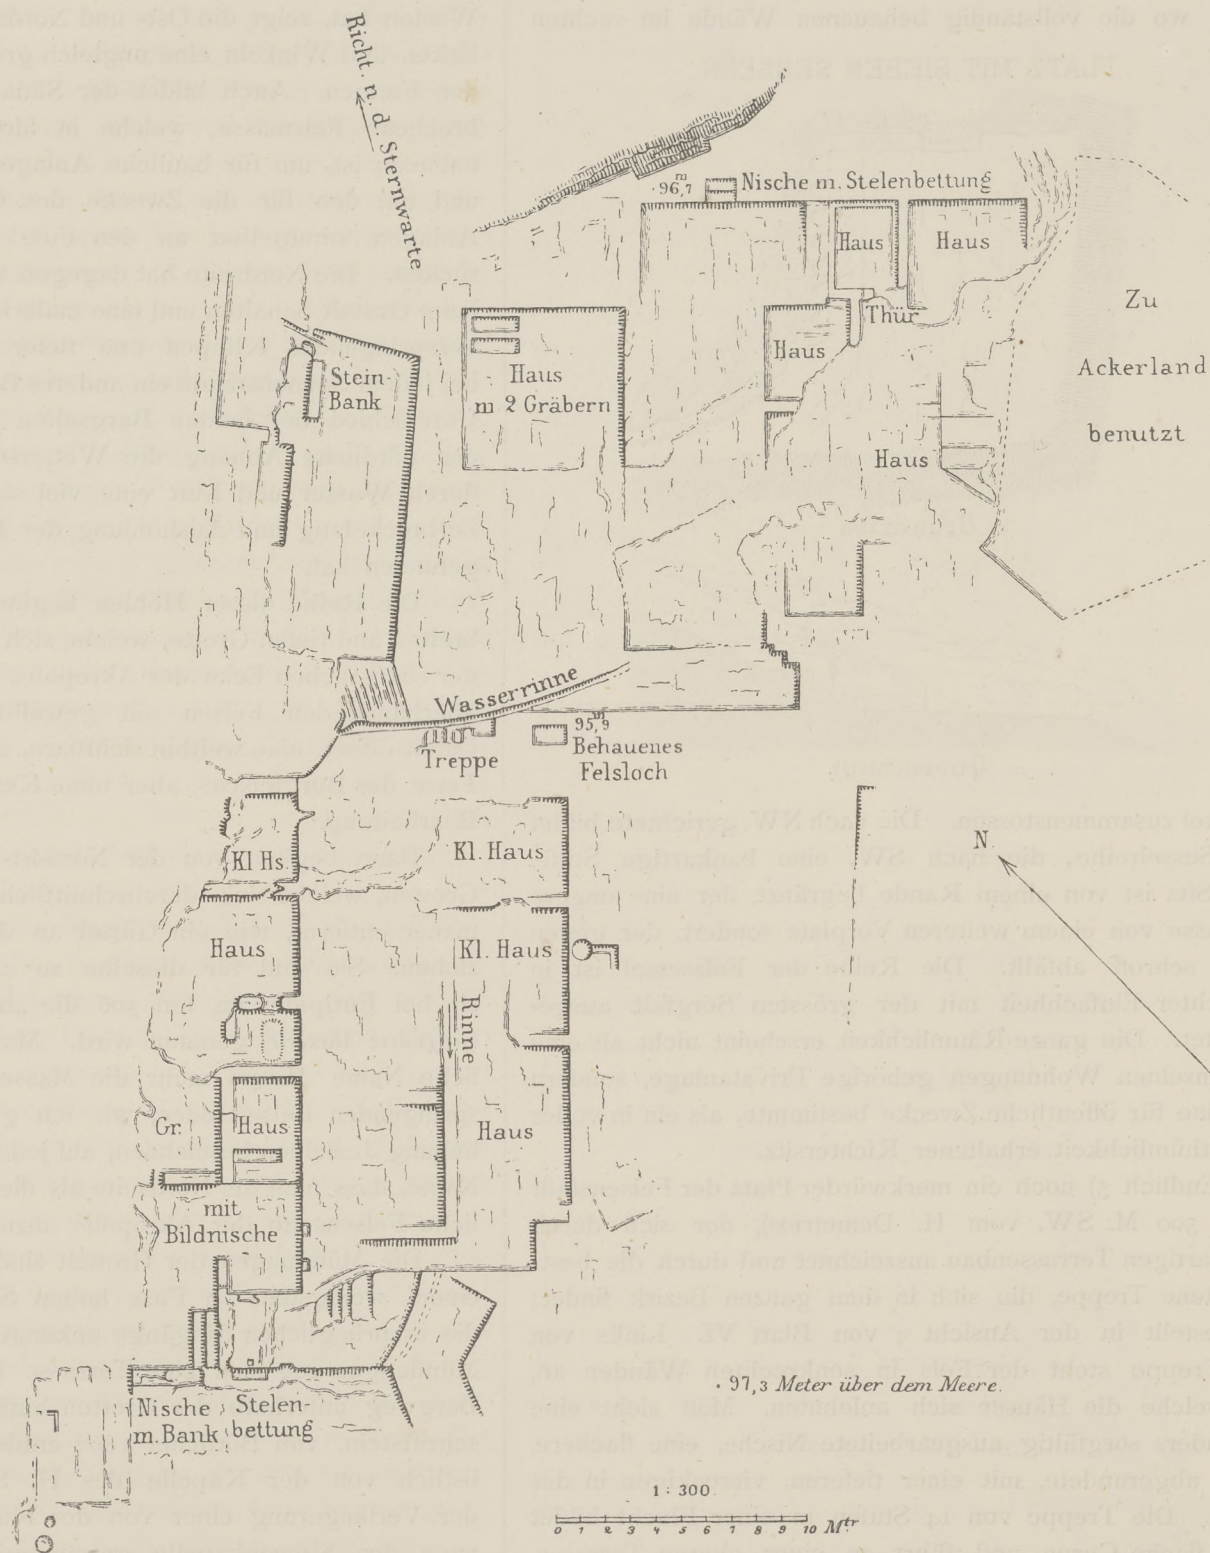 Richt. n. d. Sternwarte
96,7 m
Nische m. Stelenbettung
Haus
Haus
Thür
Zu
Ackerland
benutzt
Haus
Stein-
Bank
Haus
m 2 Gräbern
Haus
Wasserrinne
Treppe
95,9 m
Behauenes
Felsloch
Kl Hs.
Kl. Haus
N.
Haus
Kl. Haus
Rinne
Gr.
Haus
Haus
mit
Bildnische
Nische
m. Bank
Stelen-
bettung
· 97,3 Meter über dem Meere.
1 : 300
0 1 2 3 4 5 6 7 8 9 10 Mtr.